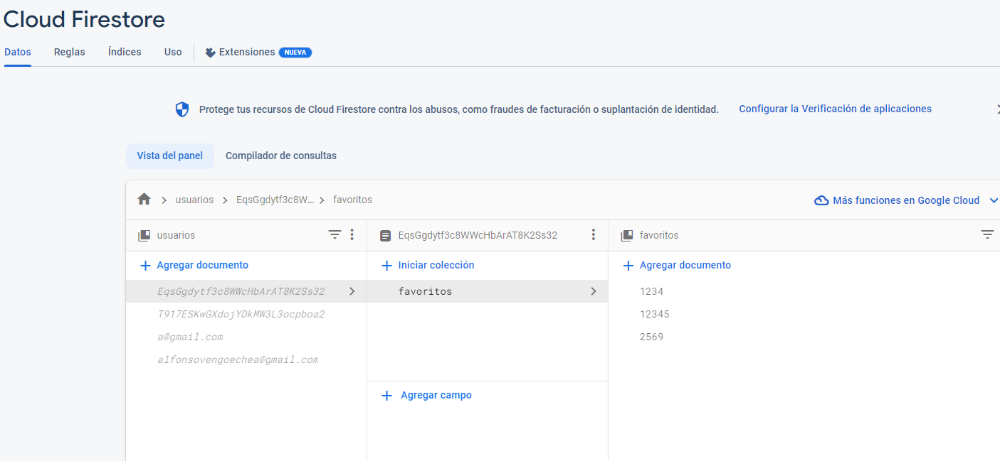 Cloud Firestore
Datos Reglas Índices Uso Extensiones NUEVA
Protege tus recursos de Cloud Firestore contra los abusos, como fraudes de facturación o suplantación de identidad. Configurar la Verificación de aplicaciones
Vista del panel Compilador de consultas
usuarios EqsGgdytf3c8W... favoritos Más funciones en Google Cloud
usuarios EqsGgdytf3c8WWcHbArAT8K2Ss32 favoritos
Agregar documento Iniciar colección Agregar documento
EqsGgdytf3c8WWcHbArAT8K2Ss32 favoritos 1234
T917ESKwGXdojYDkMW3L3ocpboa2 12345
a@gmail.com 2569
alfonsovengoechea@gmail.com
Agregar campo